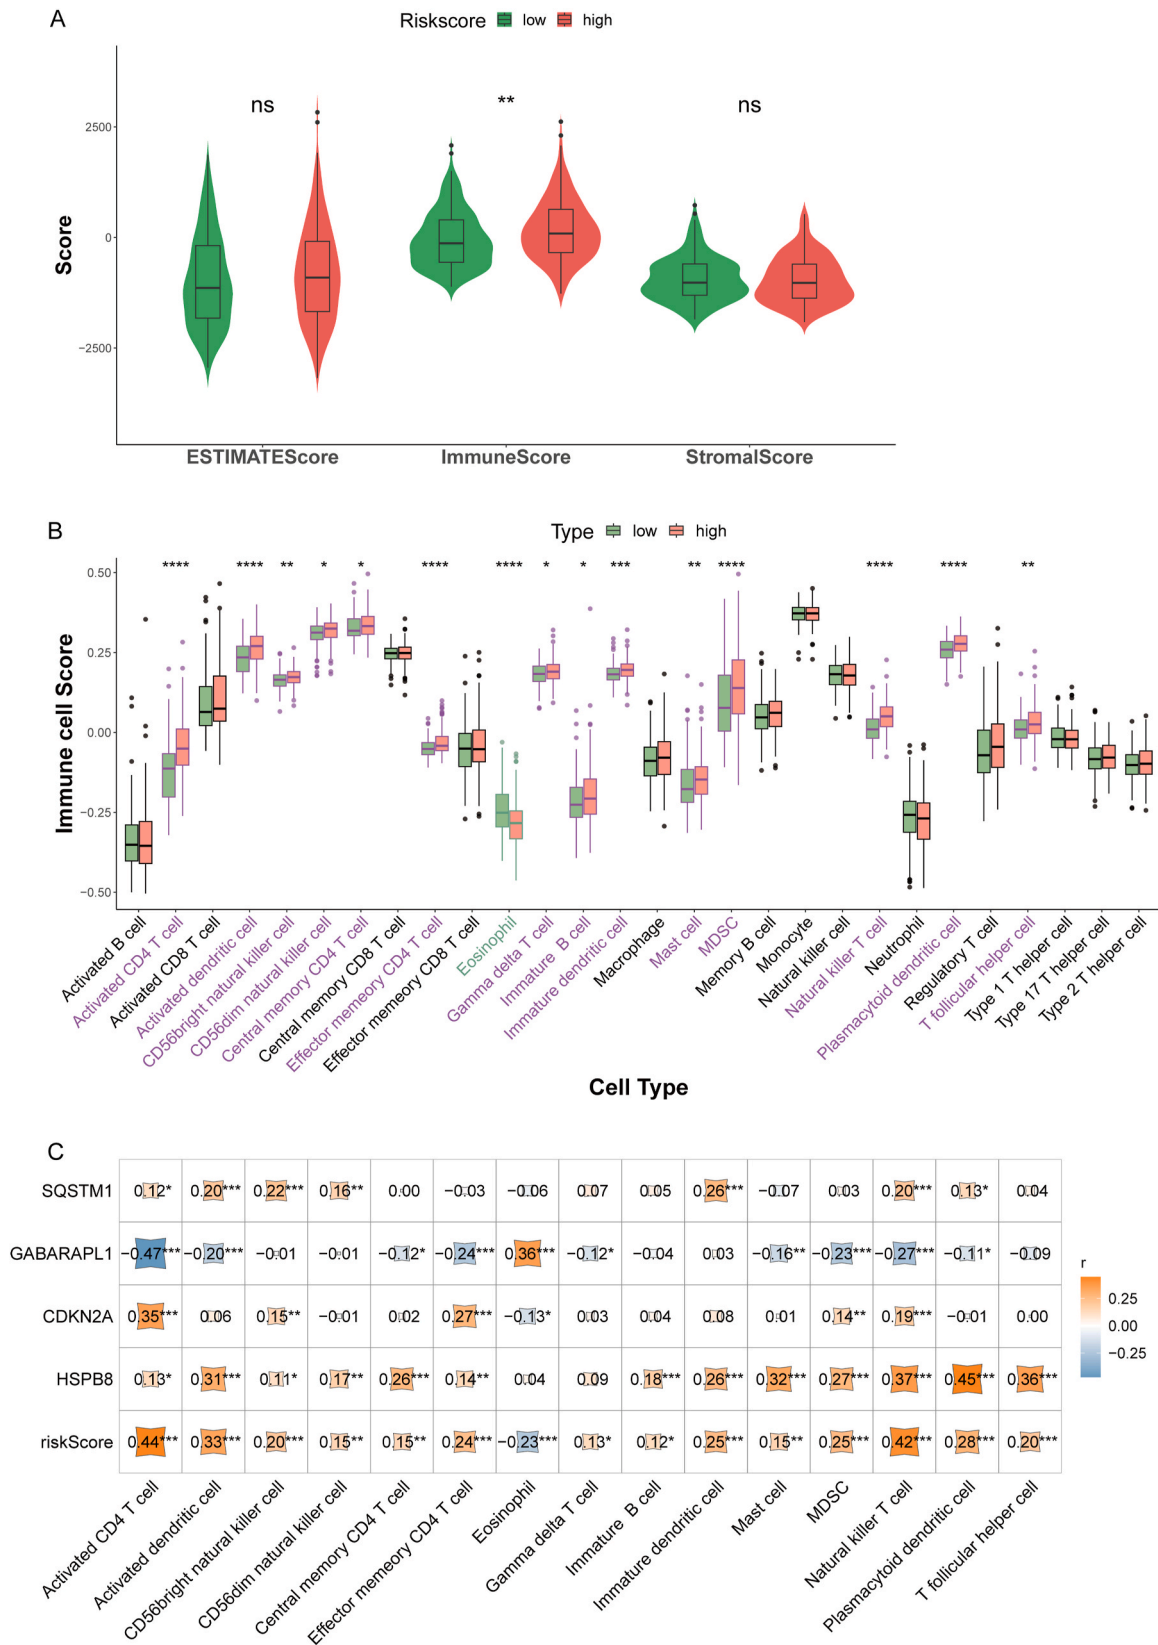 A
Riskscore low high
ns ** ns
2500
0
−2500
Score
ESTIMATEScore ImmuneScore StromalScore
B
Type low high
**** **** ** * * **** **** * * *** ** **** **** **** **
0.50
0.25
0.00
−0.25
−0.50
Immune cell Score
Activated B cell
Activated CD4 T cell
Activated CD8 T cell
Activated dendritic cell
CD56bright natural killer cell
CD56dim natural killer cell
Central memory CD4 T cell
Central memory CD8 T cell
Effector memeory CD4 T cell
Effector memeory CD8 T cell
Eosinophil
Gamma delta T cell
Immature B cell
Immature dendritic cell
Macrophage
Mast cell
MDSC
Memory B cell
Monocyte
Natural killer cell
Natural killer T cell
Neutrophil
Plasmacytoid dendritic cell
Regulatory T cell
T follicular helper cell
Type 1 T helper cell
Type 17 T helper cell
Type 2 T helper cell
Cell Type
C
SQSTM1 0.12* 0.20*** 0.22*** 0.16** 0.00 −0.03 −0.06 0.07 0.05 0.26*** −0.07 0.03 0.20*** 0.13* 0.04
GABARAPL1 −0.47*** −0.20*** −0.01 −0.01 −0.12* −0.24*** 0.36*** −0.12* −0.04 0.03 −0.16** −0.23*** −0.27*** −0.11* −0.09
CDKN2A 0.35*** 0.06 0.15** −0.01 0.02 0.27*** −0.13* 0.03 0.04 0.08 0.01 0.14** 0.19*** −0.01 0.00
HSPB8 0.13* 0.31*** 0.11* 0.17** 0.26*** 0.14** 0.04 0.09 0.18*** 0.26*** 0.32*** 0.27*** 0.37*** 0.45*** 0.36***
riskScore 0.44*** 0.33*** 0.20*** 0.15** 0.15** 0.24*** −0.23*** 0.13* 0.12* 0.25*** 0.15** 0.25*** 0.42*** 0.28*** 0.20***
r
0.25
0.00
−0.25
Activated CD4 T cell
Activated dendritic cell
CD56bright natural killer cell
CD56dim natural killer cell
Central memory CD4 T cell
Effector memeory CD4 T cell
Eosinophil
Gamma delta T cell
Immature B cell
Immature dendritic cell
Mast cell
MDSC
Natural killer T cell
Plasmacytoid dendritic cell
T follicular helper cell